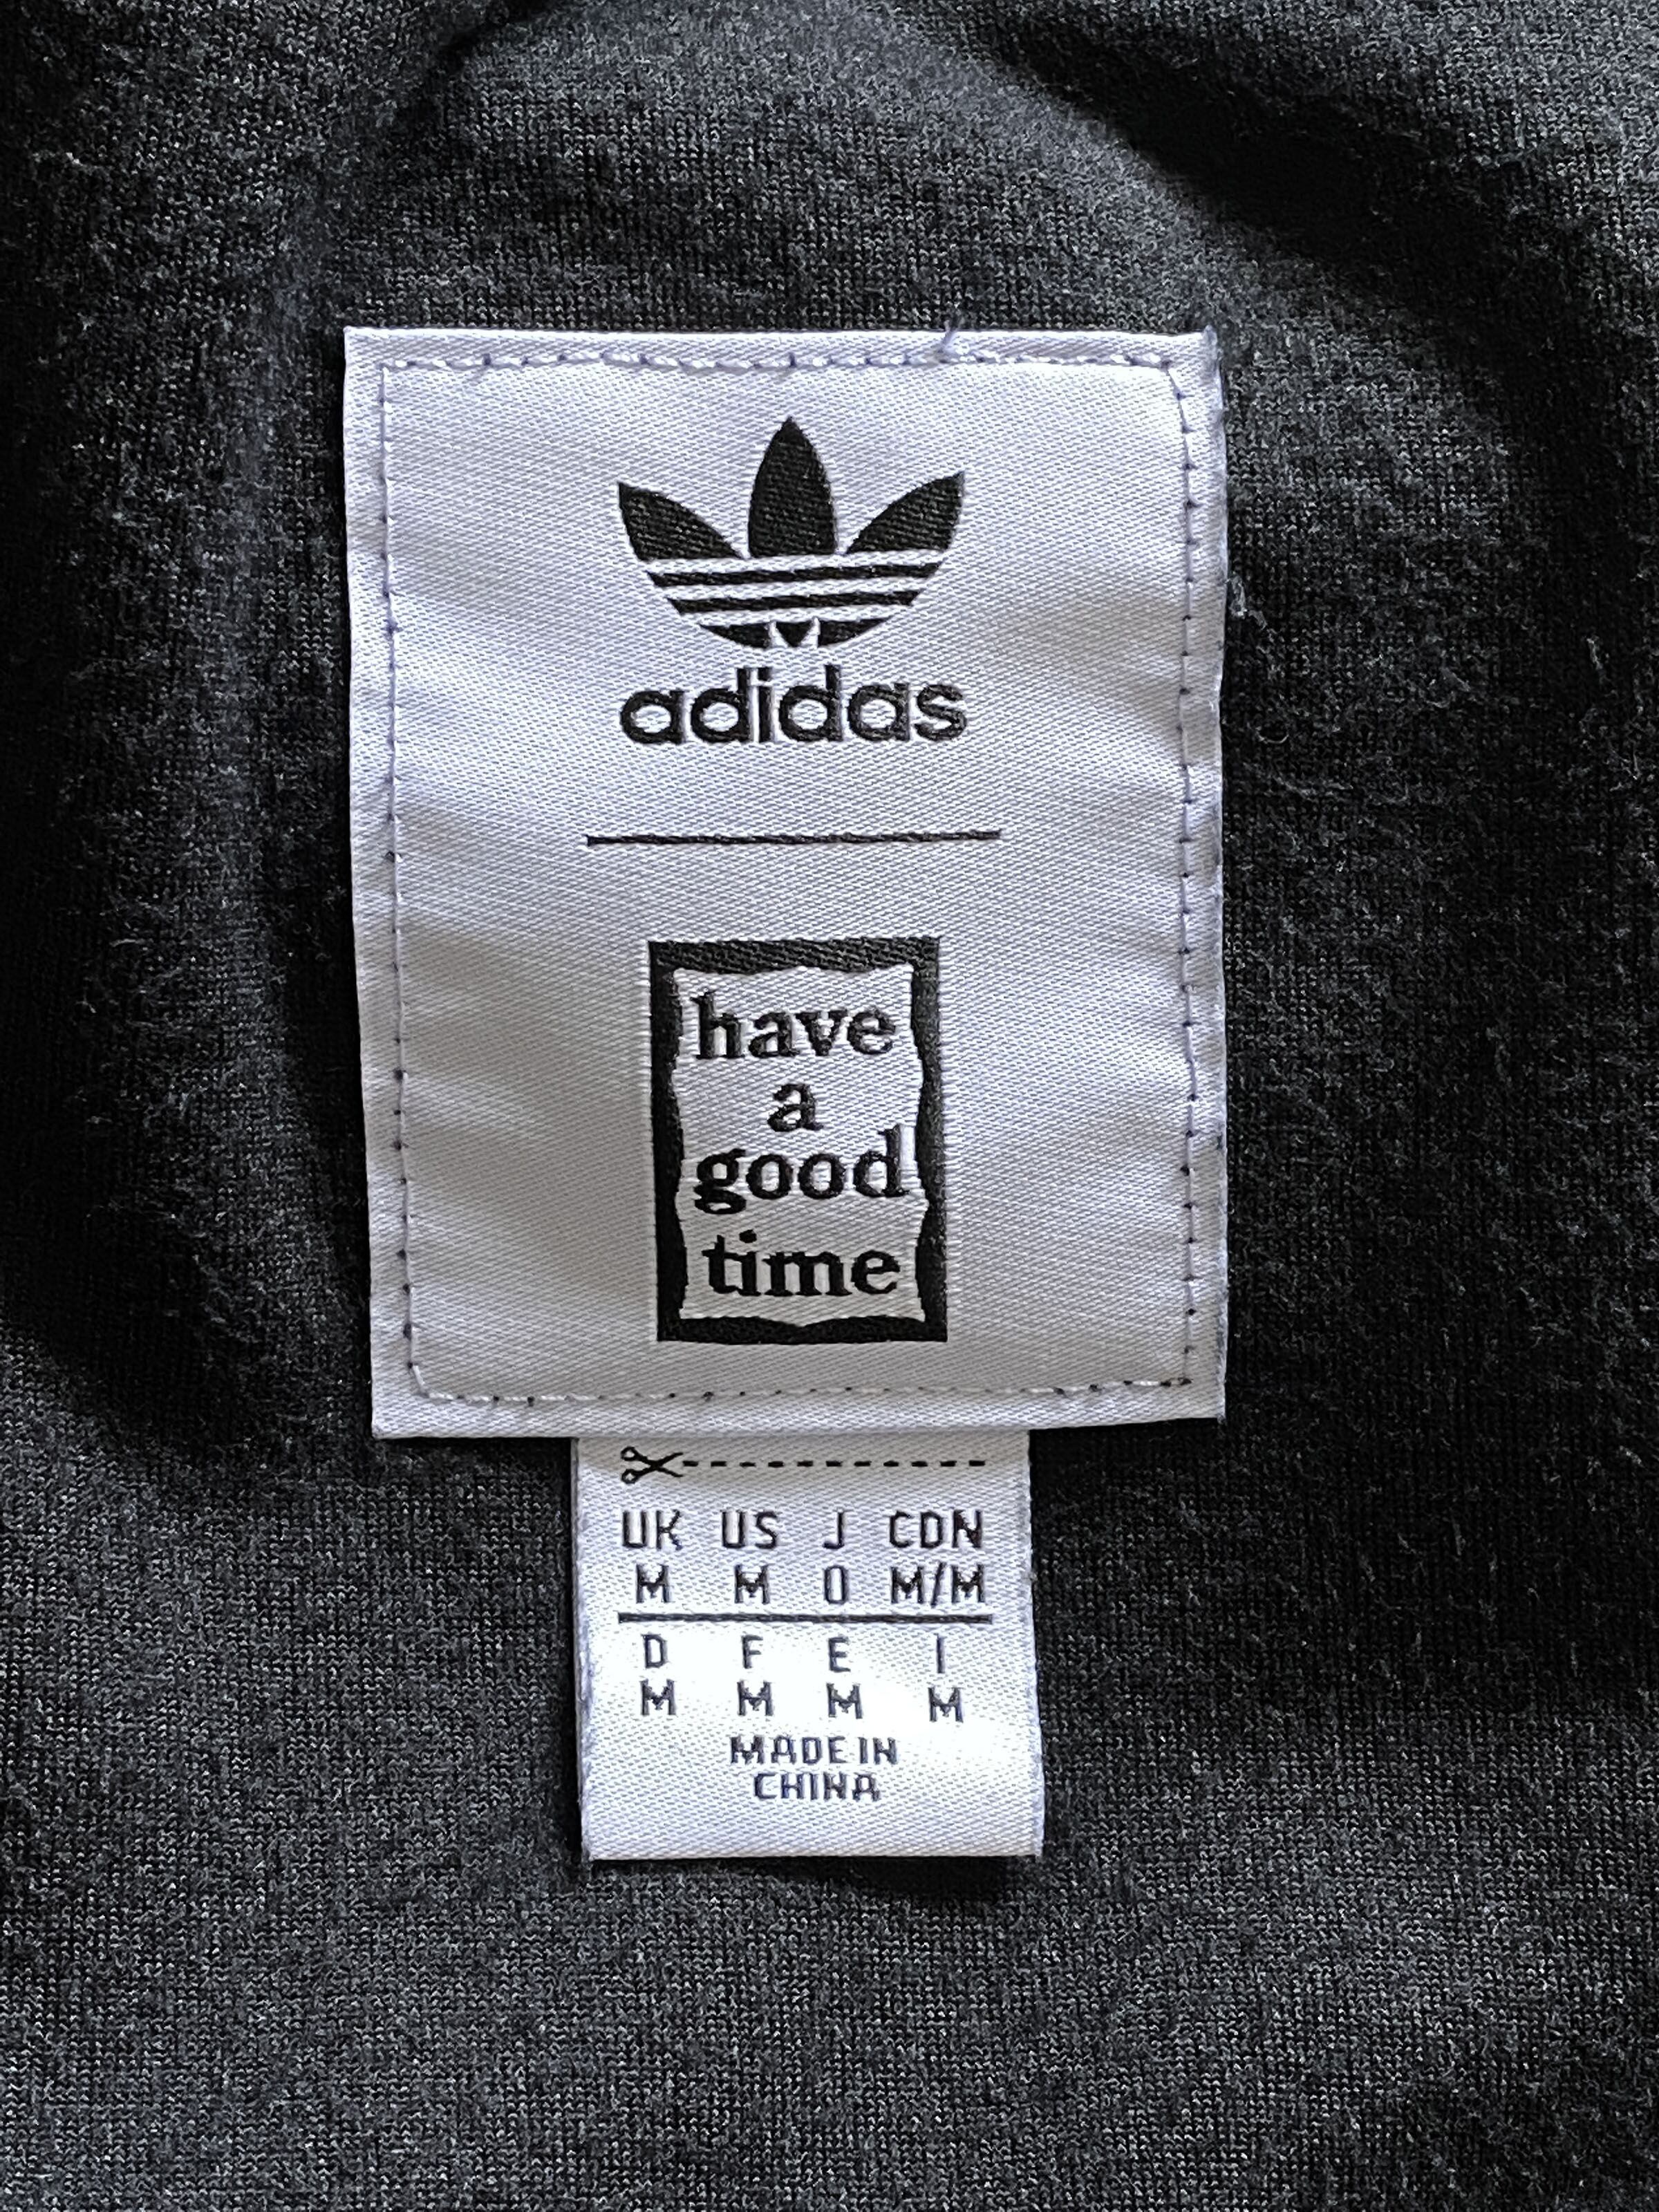 adidas
have
a
good
time
UK US J CDN
M M O M/M
D F E I
M M M M
MADE IN
CHINA